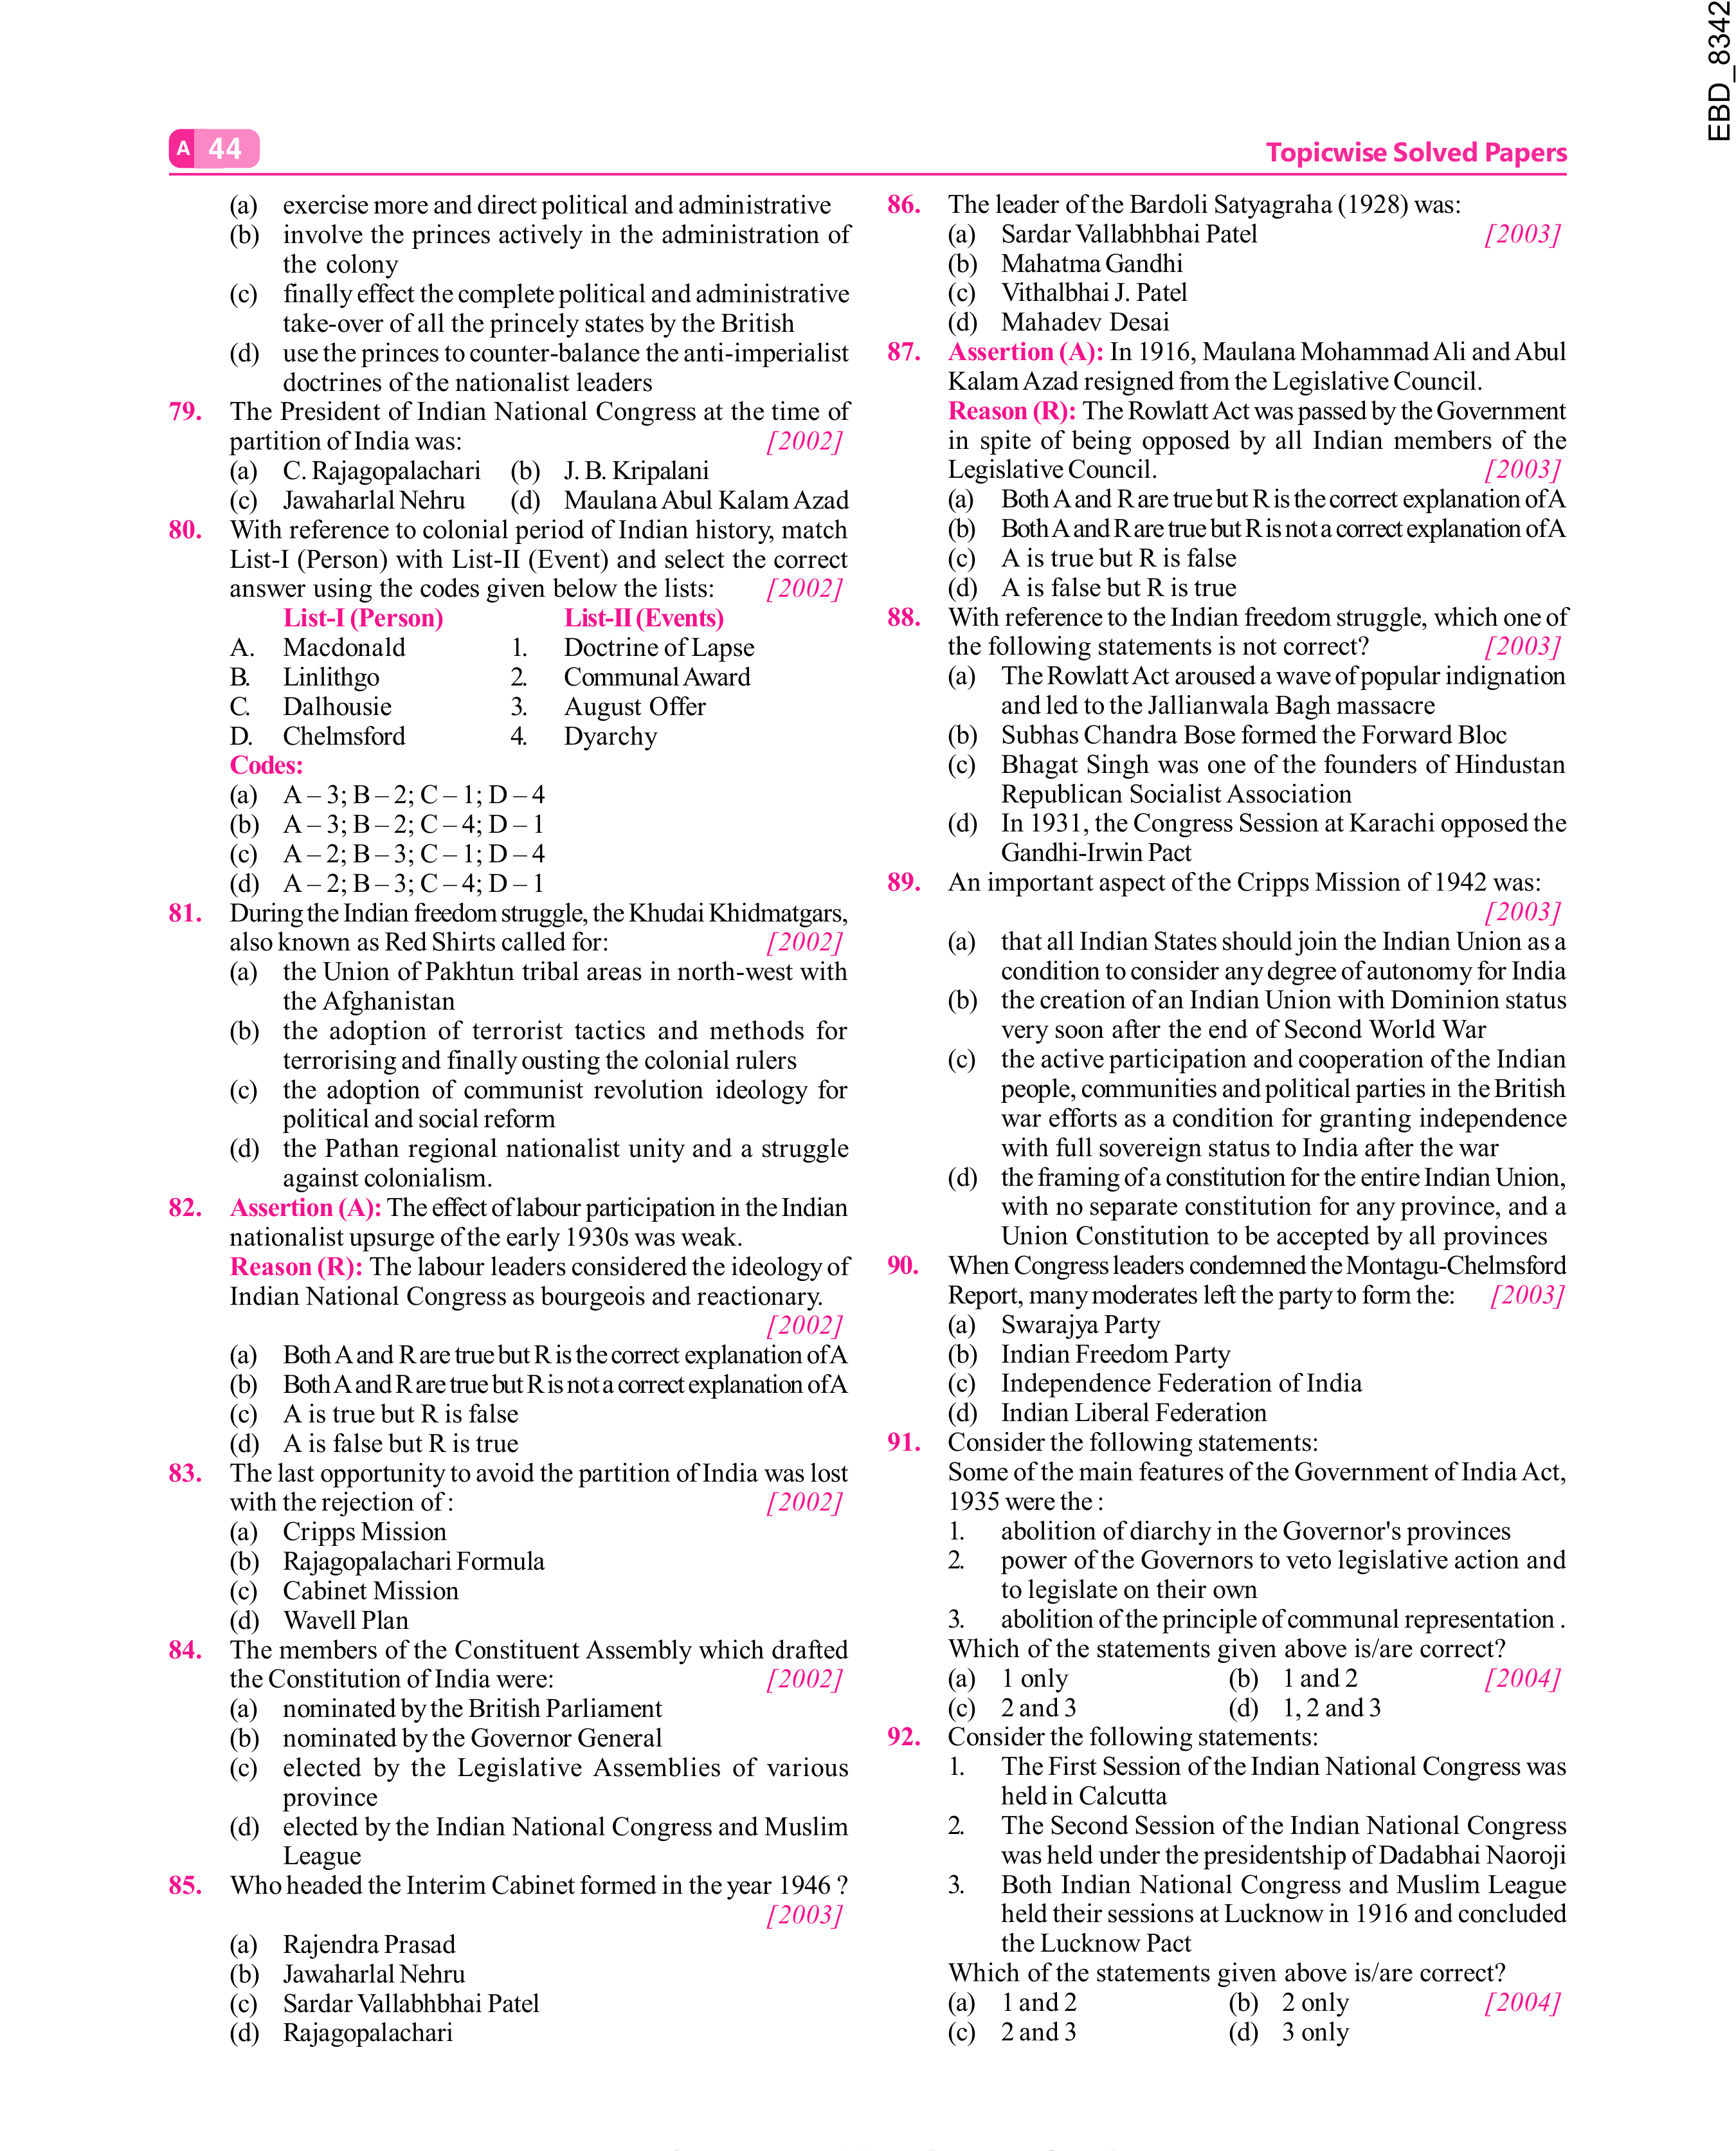 EBD_8342
A 44
Topicwise Solved Papers
(a) exercise more and direct political and administrative
(b) involve the princes actively in the administration of
the colony
(c) finally effect the complete political and administrative
take-over of all the princely states by the British
(d) use the princes to counter-balance the anti-imperialist
doctrines of the nationalist leaders
79. The President of Indian National Congress at the time of
partition of India was: [2002]
(a) C. Rajagopalachari (b) J. B. Kripalani
(c) Jawaharlal Nehru (d) Maulana Abul Kalam Azad
80. With reference to colonial period of Indian history, match
List-I (Person) with List-II (Event) and select the correct
answer using the codes given below the lists: [2002]
List-I (Person) List-II (Events)
A. Macdonald 1. Doctrine of Lapse
B. Linlithgo 2. Communal Award
C. Dalhousie 3. August Offer
D. Chelmsford 4. Dyarchy
Codes:
(a) A – 3; B – 2; C – 1; D – 4
(b) A – 3; B – 2; C – 4; D – 1
(c) A – 2; B – 3; C – 1; D – 4
(d) A – 2; B – 3; C – 4; D – 1
81. During the Indian freedom struggle, the Khudai Khidmatgars,
also known as Red Shirts called for: [2002]
(a) the Union of Pakhtun tribal areas in north-west with
the Afghanistan
(b) the adoption of terrorist tactics and methods for
terrorising and finally ousting the colonial rulers
(c) the adoption of communist revolution ideology for
political and social reform
(d) the Pathan regional nationalist unity and a struggle
against colonialism.
82. Assertion (A): The effect of labour participation in the Indian
nationalist upsurge of the early 1930s was weak.
Reason (R): The labour leaders considered the ideology of
Indian National Congress as bourgeois and reactionary.
[2002]
(a) Both A and R are true but R is the correct explanation of A
(b) Both A and R are true but R is not a correct explanation of A
(c) A is true but R is false
(d) A is false but R is true
83. The last opportunity to avoid the partition of India was lost
with the rejection of : [2002]
(a) Cripps Mission
(b) Rajagopalachari Formula
(c) Cabinet Mission
(d) Wavell Plan
84. The members of the Constituent Assembly which drafted
the Constitution of India were: [2002]
(a) nominated by the British Parliament
(b) nominated by the Governor General
(c) elected by the Legislative Assemblies of various
province
(d) elected by the Indian National Congress and Muslim
League
85. Who headed the Interim Cabinet formed in the year 1946 ?
[2003]
(a) Rajendra Prasad
(b) Jawaharlal Nehru
(c) Sardar Vallabhbhai Patel
(d) Rajagopalachari
86. The leader of the Bardoli Satyagraha (1928) was:
(a) Sardar Vallabhbhai Patel [2003]
(b) Mahatma Gandhi
(c) Vithalbhai J. Patel
(d) Mahadev Desai
87. Assertion (A): In 1916, Maulana Mohammad Ali and Abul
Kalam Azad resigned from the Legislative Council.
Reason (R): The Rowlatt Act was passed by the Government
in spite of being opposed by all Indian members of the
Legislative Council. [2003]
(a) Both A and R are true but R is the correct explanation of A
(b) Both A and R are true but R is not a correct explanation of A
(c) A is true but R is false
(d) A is false but R is true
88. With reference to the Indian freedom struggle, which one of
the following statements is not correct? [2003]
(a) The Rowlatt Act aroused a wave of popular indignation
and led to the Jallianwala Bagh massacre
(b) Subhas Chandra Bose formed the Forward Bloc
(c) Bhagat Singh was one of the founders of Hindustan
Republican Socialist Association
(d) In 1931, the Congress Session at Karachi opposed the
Gandhi-Irwin Pact
89. An important aspect of the Cripps Mission of 1942 was:
[2003]
(a) that all Indian States should join the Indian Union as a
condition to consider any degree of autonomy for India
(b) the creation of an Indian Union with Dominion status
very soon after the end of Second World War
(c) the active participation and cooperation of the Indian
people, communities and political parties in the British
war efforts as a condition for granting independence
with full sovereign status to India after the war
(d) the framing of a constitution for the entire Indian Union,
with no separate constitution for any province, and a
Union Constitution to be accepted by all provinces
90. When Congress leaders condemned the Montagu-Chelmsford
Report, many moderates left the party to form the: [2003]
(a) Swarajya Party
(b) Indian Freedom Party
(c) Independence Federation of India
(d) Indian Liberal Federation
91. Consider the following statements:
Some of the main features of the Government of India Act,
1935 were the :
1. abolition of diarchy in the Governor's provinces
2. power of the Governors to veto legislative action and
to legislate on their own
3. abolition of the principle of communal representation .
Which of the statements given above is/are correct?
(a) 1 only (b) 1 and 2 [2004]
(c) 2 and 3 (d) 1, 2 and 3
92. Consider the following statements:
1. The First Session of the Indian National Congress was
held in Calcutta
2. The Second Session of the Indian National Congress
was held under the presidentship of Dadabhai Naoroji
3. Both Indian National Congress and Muslim League
held their sessions at Lucknow in 1916 and concluded
the Lucknow Pact
Which of the statements given above is/are correct?
(a) 1 and 2 (b) 2 only [2004]
(c) 2 and 3 (d) 3 only